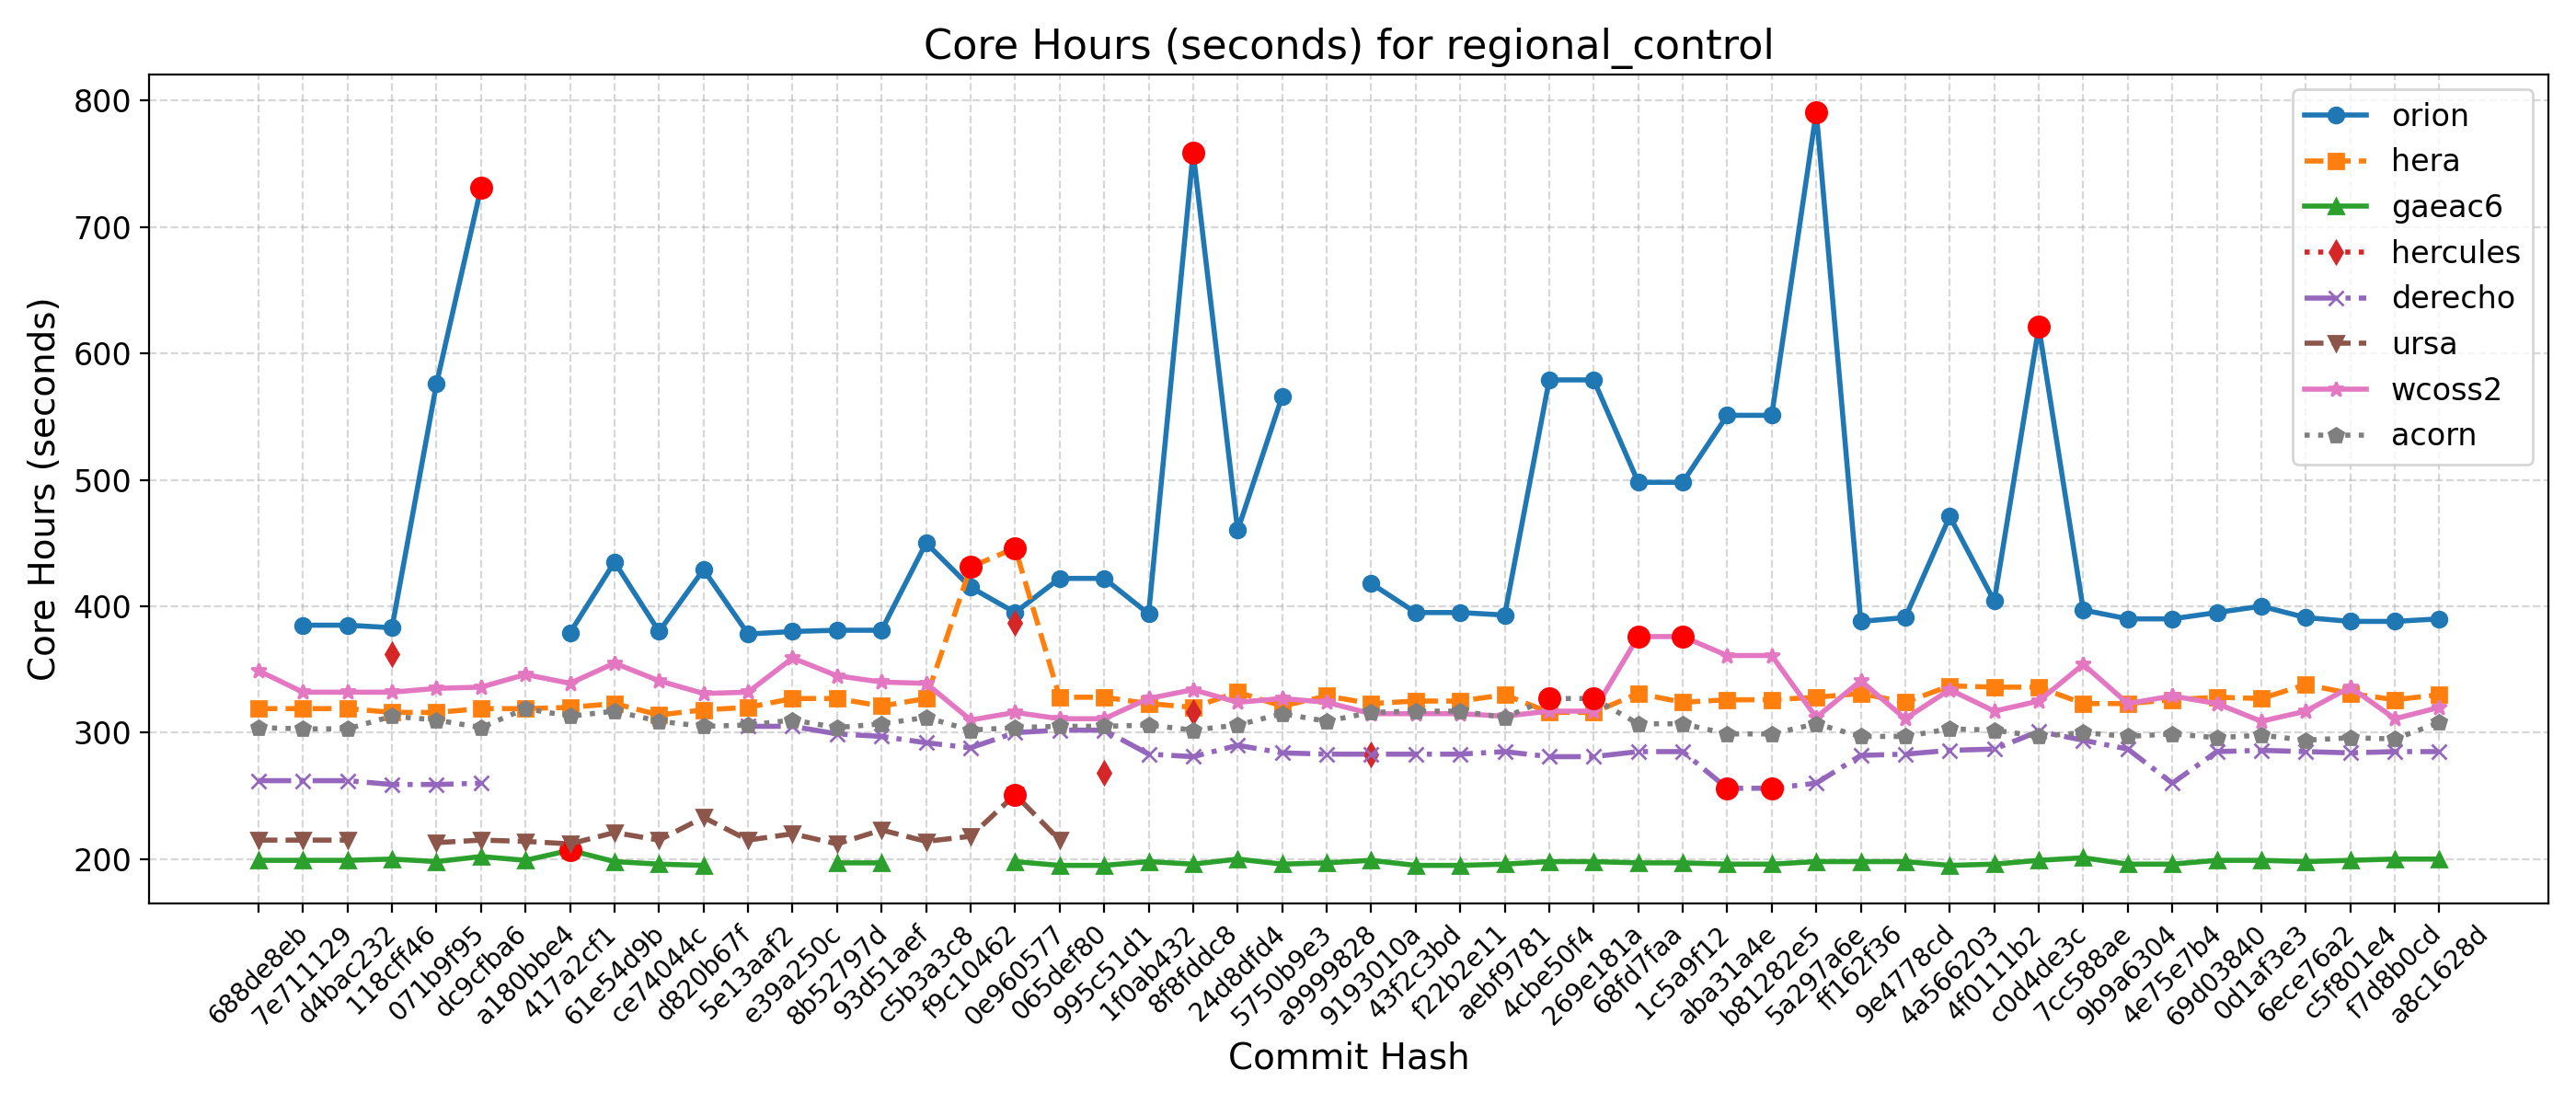 Core Hours (seconds) for regional_control
Core Hours (seconds)
800
700
600
500
400
300
200
orion
hera
gaeac6
hercules
derecho
ursa
wcoss2
acorn
688de8eb
7e711129
d4bac232
118cff46
071b9f95
dc9cfba6
a180bbe4
417a2cf1
61e54d9b
ce74044c
d820b67f
5e13aaf2
e39a250c
8b52797d
93d51aef
c5b3a3c8
f9c10462
0e960577
065def80
995c51d1
1f0ab432
8f8fddc8
24d8dfd4
5750b9e3
a9999828
9193010a
43f2c3bd
f22b2e11
aebf9781
4cbe50f4
269e181a
68fd7faa
1c5a9f12
aba31a4e
b81282e5
5a297a6e
ff162f36
9e4778cd
4a566203
4f0111b2
c0d4de3c
7cc588ae
9b9a6304
4e75e7b4
69d03840
0d1af3e3
6ece76a2
c5f801e4
f7d8b0cd
a8c1628d
Commit Hash